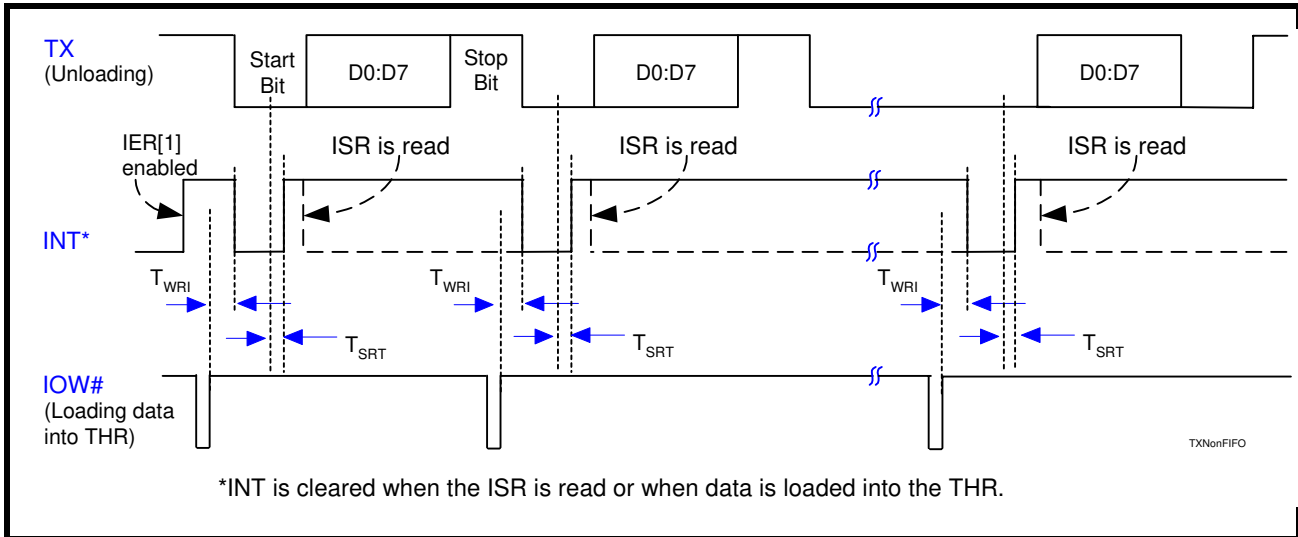 TX
(Unloading)
Start
Bit
D0:D7
Stop
Bit
D0:D7
D0:D7
IER[1]
enabled
ISR is read
ISR is read
ISR is read
INT*
TWRI
TWRI
TWRI
TSRT
TSRT
TSRT
IOW#
(Loading data
into THR)
TXNonFIFO
*INT is cleared when the ISR is read or when data is loaded into the THR.